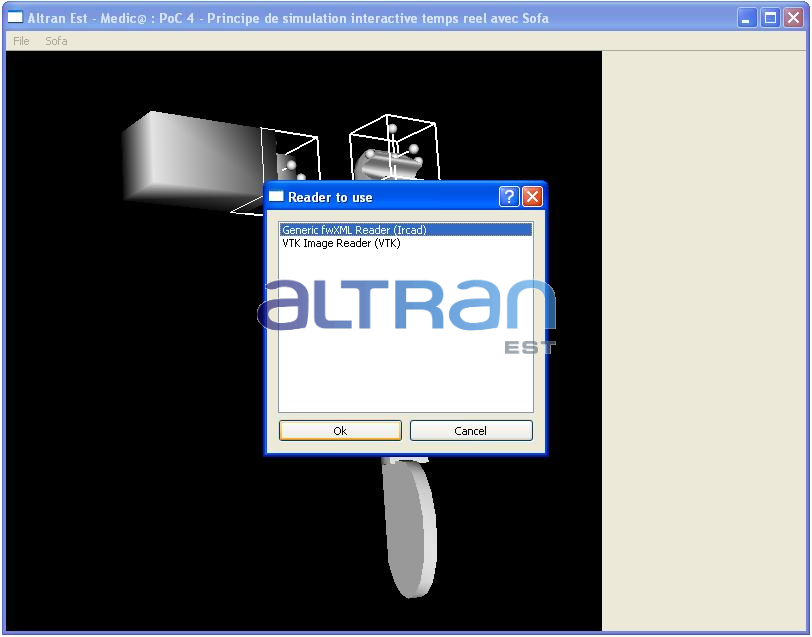 Altran Est - Medic@ : PoC 4 - Principe de simulation interactive temps reel avec Sofa
File Sofa
Reader to use
Generic fwXML Reader (Ircad)
VTK Image Reader (VTK)
ALTRAN
EST
Ok Cancel